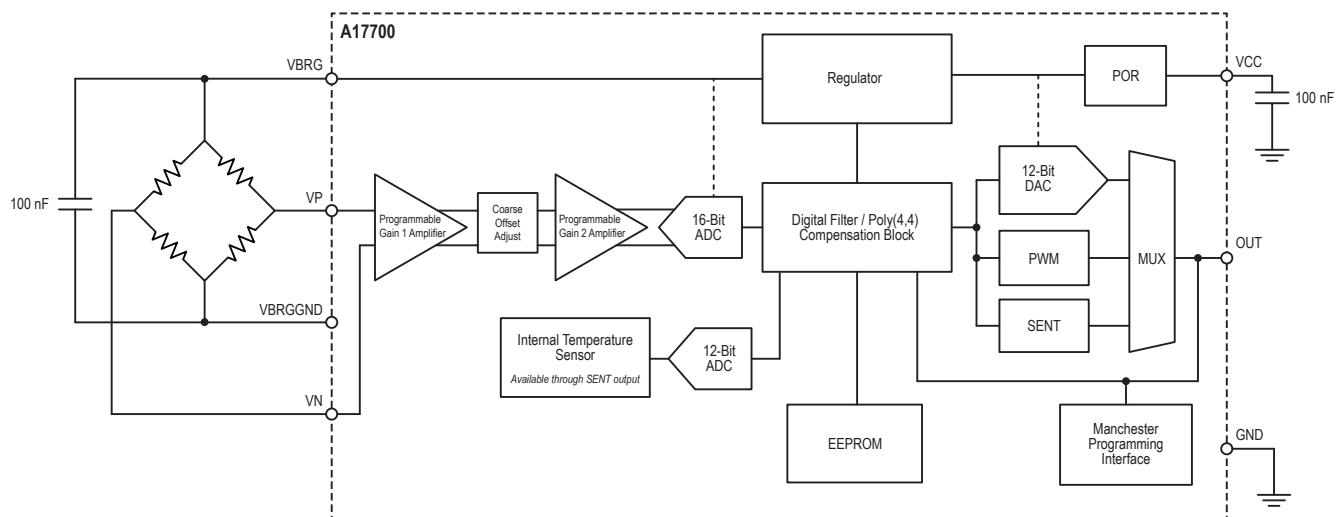 A17700
VBRG
VCC
Regulator
POR
100 nF
VP
Programmable
Gain 1 Amplifier
Coarse
Offset
Adjust
Programmable
Gain 2 Amplifier
16-Bit
ADC
Digital Filter / Poly(4,4)
Compensation Block
12-Bit
DAC
100 nF
PWM
MUX
OUT
SENT
VBRGGND
Internal Temperature
Sensor
Available through SENT output
12-Bit
ADC
VN
EEPROM
Manchester
Programming
Interface
GND